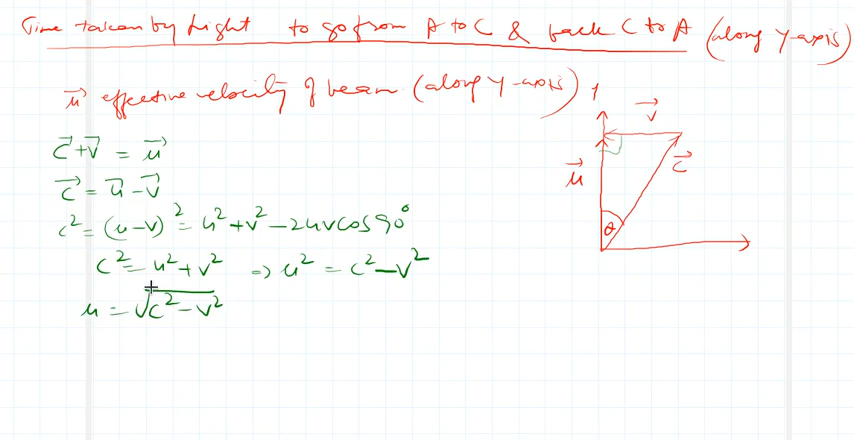 Time taken by light to go from A to C & back C to A (along Y-axis)
u⃗ effective velocity of beam (along Y-axis)
c⃗ + v⃗ = u⃗
c⃗ = u⃗ - v⃗
c² = (u - v)² = u² + v² - 2uv cos 90°
c² = u² + v² ⇒ u² = c² - v²
u = √c² - v²
v⃗
u⃗
c⃗
θ